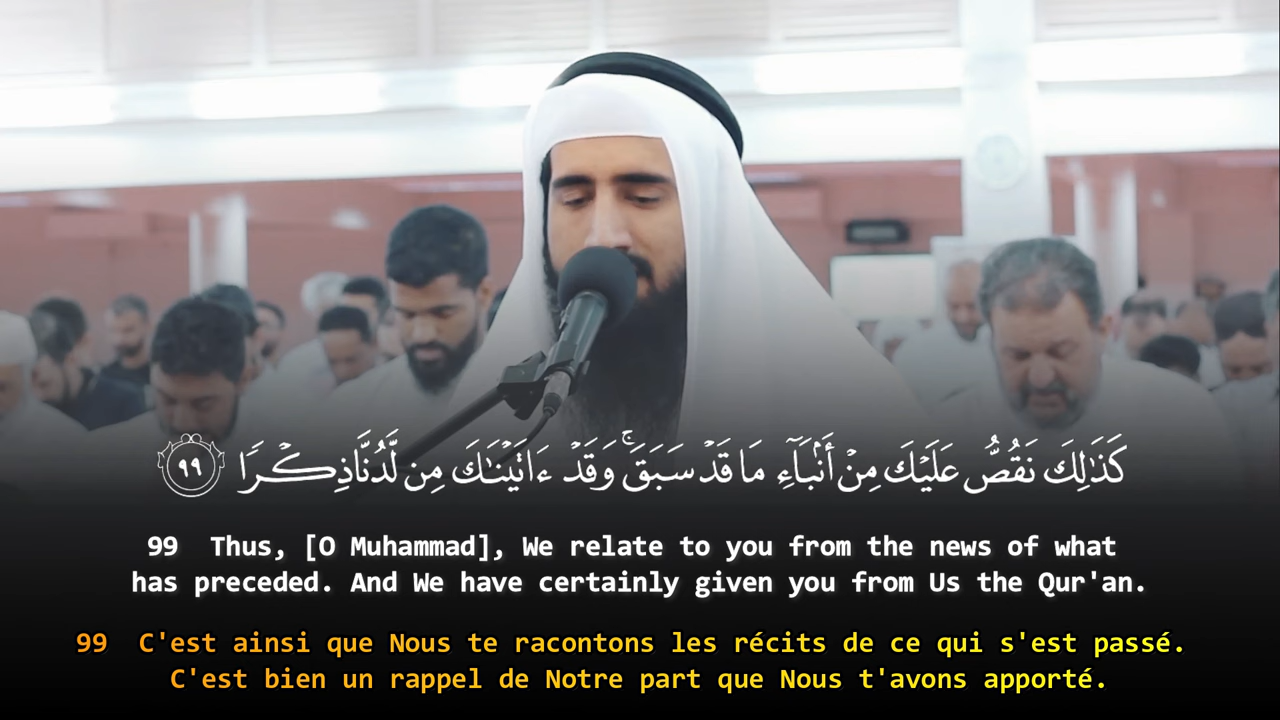 كَذَٰلِكَ نَقُصُّ عَلَيْكَ مِنْ أَنۢبَآءِ مَا قَدْ سَبَقَ ۚ وَقَدْ ءَاتَيْنَٰكَ مِن لَّدُنَّا ذِكْرًا ٩٩
99 Thus, [O Muhammad], We relate to you from the news of what
has preceded. And We have certainly given you from Us the Qur'an.
99 C'est ainsi que Nous te racontons les récits de ce qui s'est passé.
C'est bien un rappel de Notre part que Nous t'avons apporté.